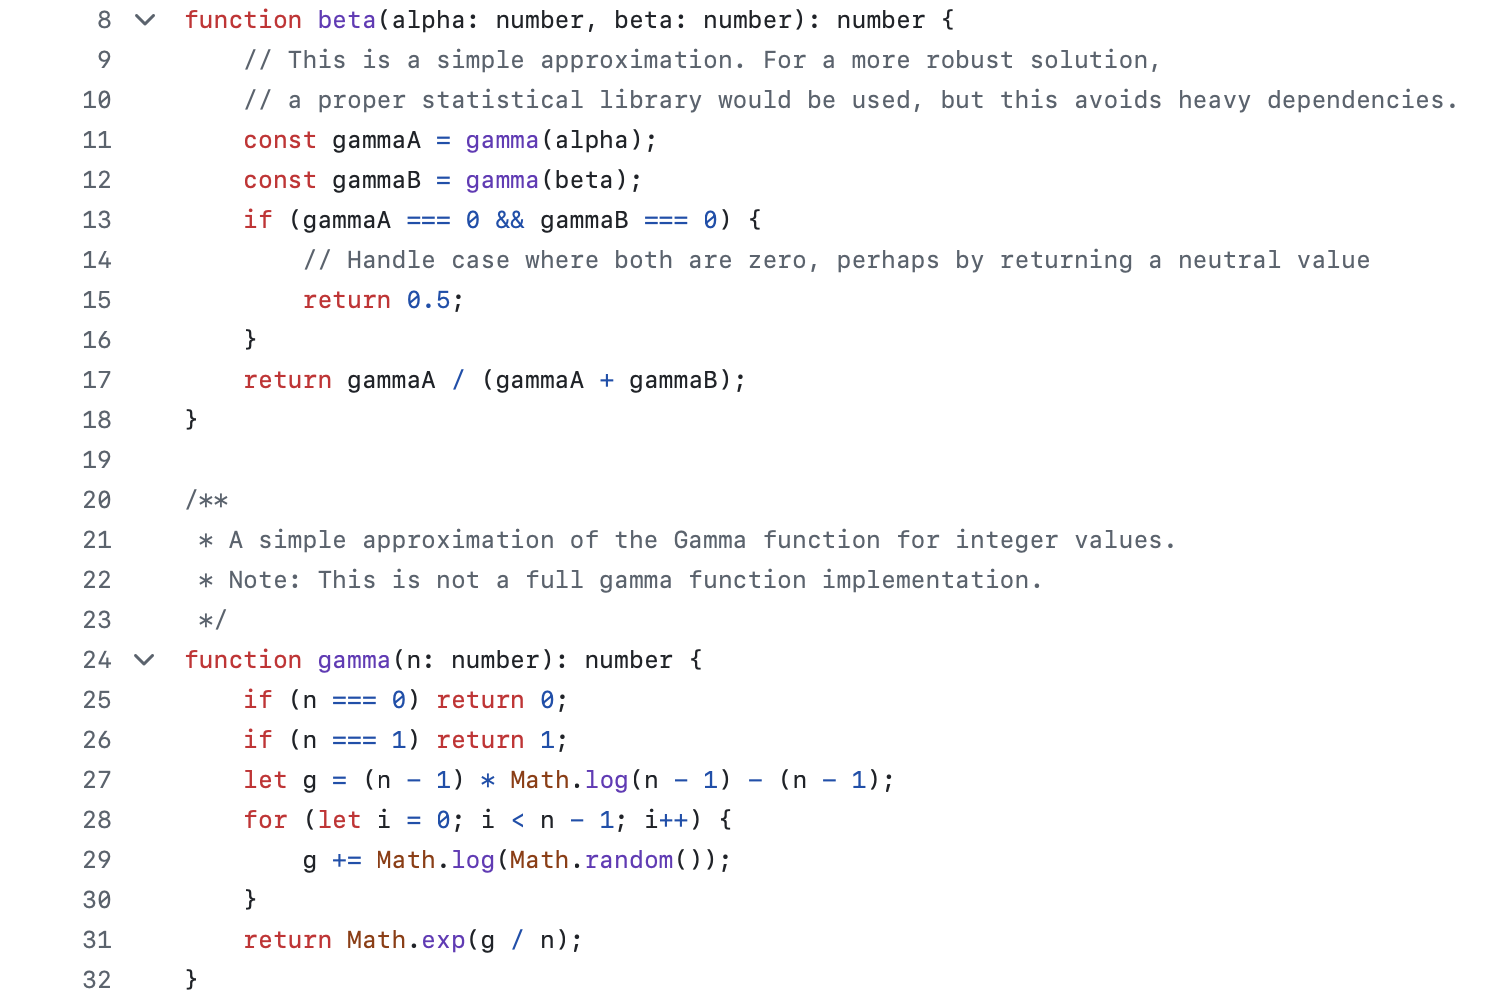 8 function beta(alpha: number, beta: number): number {
9 // This is a simple approximation. For a more robust solution,
10 // a proper statistical library would be used, but this avoids heavy dependencies.
11 const gammaA = gamma(alpha);
12 const gammaB = gamma(beta);
13 if (gammaA === 0 && gammaB === 0) {
14 // Handle case where both are zero, perhaps by returning a neutral value
15 return 0.5;
16 }
17 return gammaA / (gammaA + gammaB);
18 }
19
20 /**
21 * A simple approximation of the Gamma function for integer values.
22 * Note: This is not a full gamma function implementation.
23 */
24 function gamma(n: number): number {
25 if (n === 0) return 0;
26 if (n === 1) return 1;
27 let g = (n - 1) * Math.log(n - 1) - (n - 1);
28 for (let i = 0; i < n - 1; i++) {
29 g += Math.log(Math.random());
30 }
31 return Math.exp(g / n);
32 }